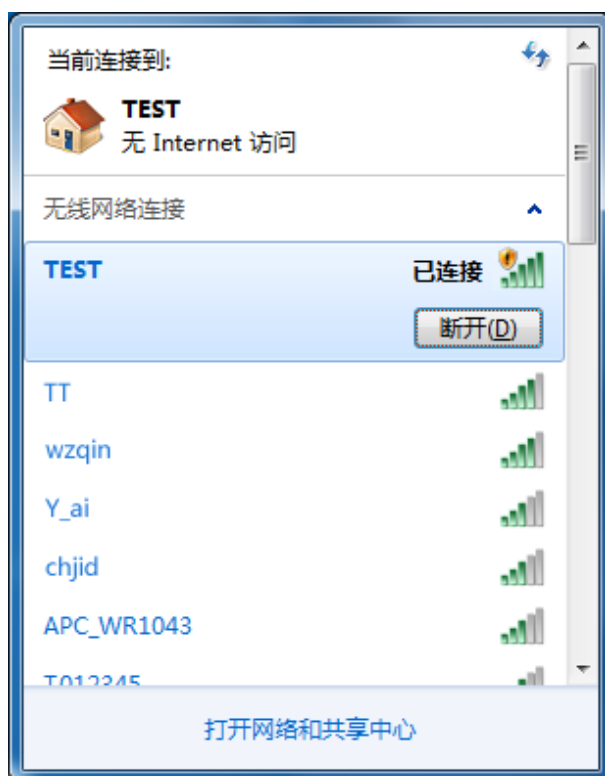 当前连接到:
TEST
无 Internet 访问
无线网络连接
TEST 已连接
断开(D)
TT
wzqin
Y_ai
chjid
APC_WR1043
T012345
打开网络和共享中心